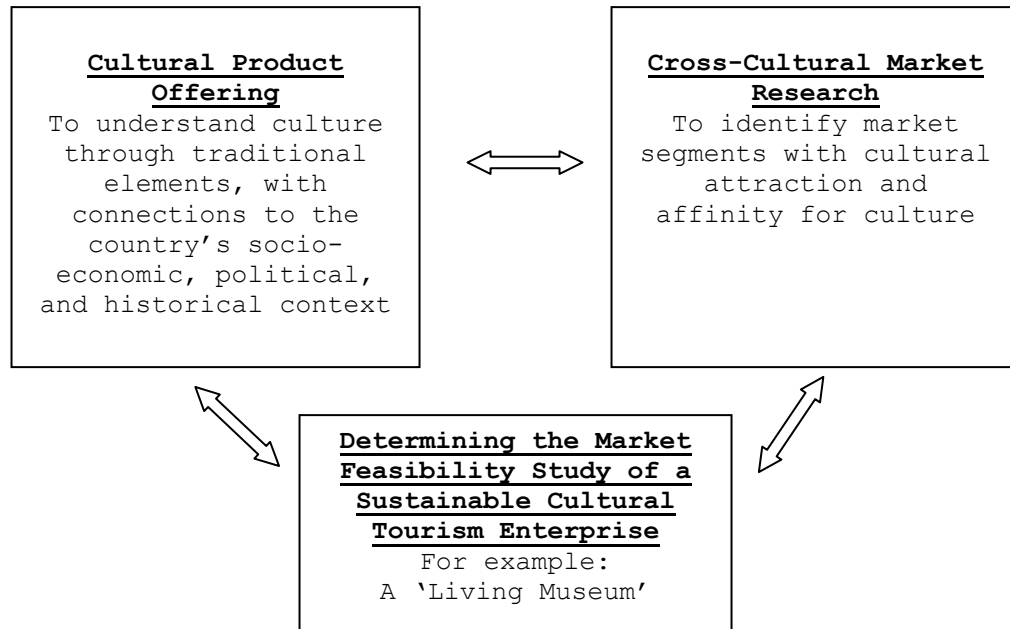 Cultural Product
Offering
To understand culture
through traditional
elements, with
connections to the
country’s socio-
economic, political,
and historical context
Cross-Cultural Market
Research
To identify market
segments with cultural
attraction and
affinity for culture
Determining the Market
Feasibility Study of a
Sustainable Cultural
Tourism Enterprise
For example:
A ‘Living Museum’